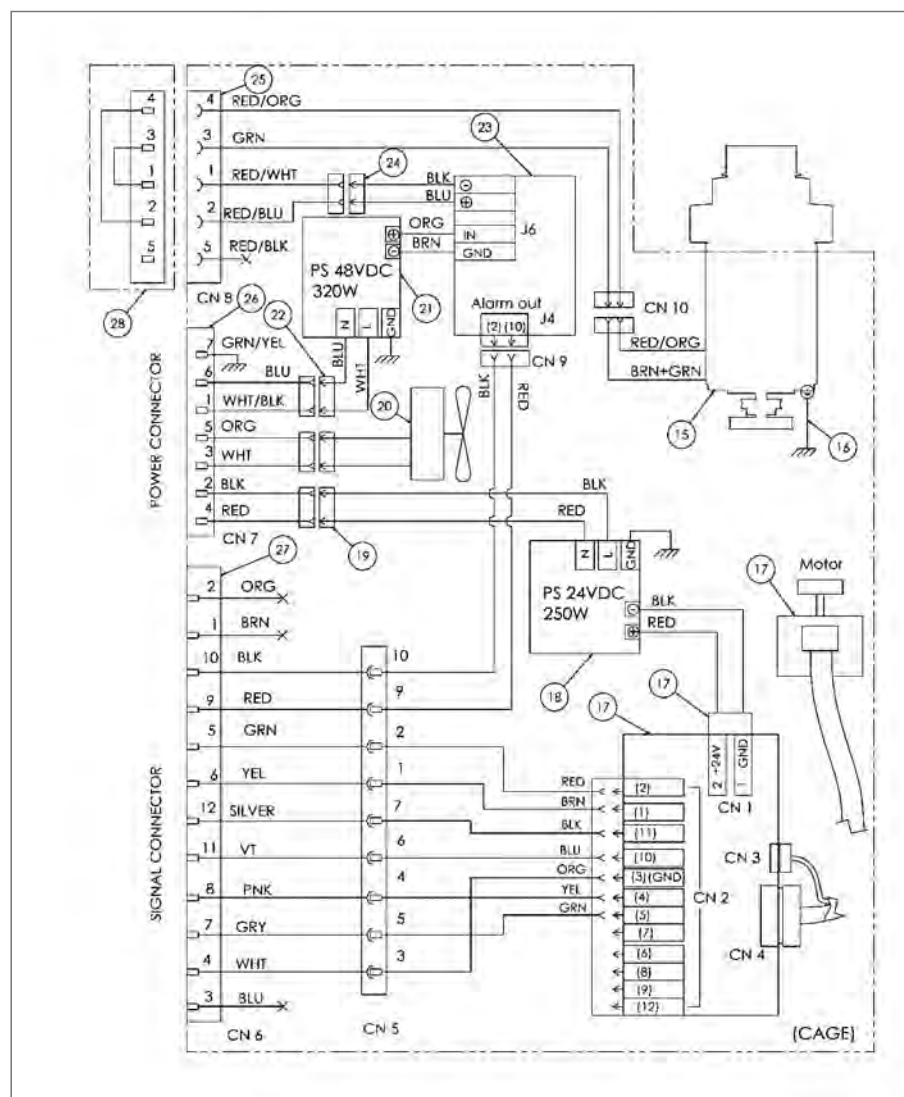 25
4 RED/ORG
4
3 GRN
3
23
24
1 RED/WHT
1
BLK
BLU
2 RED/BLU
2
ORG IN
J6
BRN GND
5 RED/BLK
5
PS 48VDC
320W
21
CN 8
28
26
22
N L GND
Alarm out
J4
(2) (10)
CN 9
CN 10
RED/ORG
BRN+GRN
7 GRN/YEL
6 BLU
BLU
WHT
BLK
RED
1 WHT/BLK
20
15
16
5 ORG
3 WHT
2 BLK
BLK
4 RED
RED
POWER CONNECTOR
CN 7
19
27
N L GND
PS 24VDC
250W
BLK
RED
18
17
Motor
2 ORG
1 BRN
10 BLK 10
9 RED 9
17
17
5 GRN 2
2 +24V
1 GND
CN 1
6 YEL 1
12 SILVER 7
11 VT 6
8 PNK 4
7 GRY 5
4 WHT 3
3 BLU
SIGNAL CONNECTOR
CN 6
CN 5
RED (2)
BRN (1)
BLK (11)
BLU (10)
ORG (3)(GND
YEL (4)
GRN (5)
(7)
(6)
(8)
(9)
(12)
CN 2
CN 3
CN 4
(CAGE)